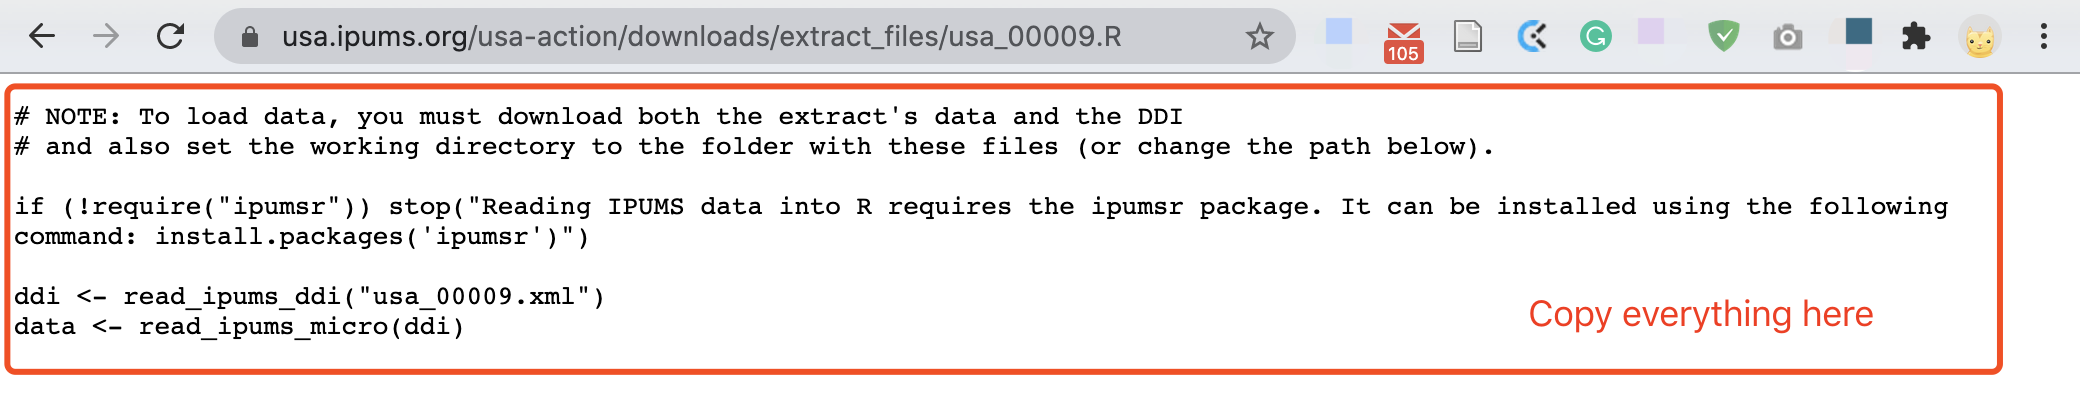 usa.ipums.org/usa-action/downloads/extract_files/usa_00009.R
105
# NOTE: To load data, you must download both the extract's data and the DDI
# and also set the working directory to the folder with these files (or change the path below).
if (!require("ipumsr")) stop("Reading IPUMS data into R requires the ipumsr package. It can be installed using the following
command: install.packages('ipumsr')")
ddi <- read_ipums_ddi("usa_00009.xml")
data <- read_ipums_micro(ddi)
Copy everything here